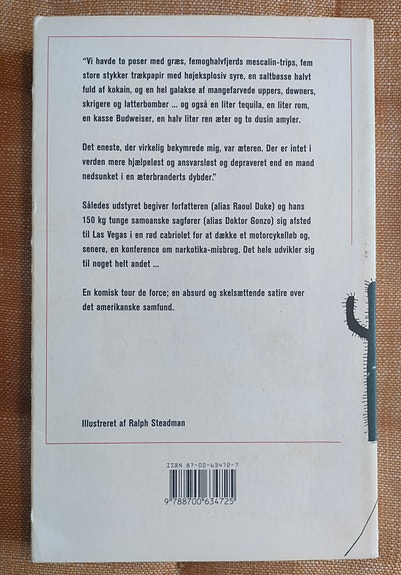 “Vi havde to poser med græs, femoghalvfjerds mescalin-trips, fem
store stykker trækpapir med højeksplosiv syre, en saltbøsse halvt
fuld af kokain, og en hel galakse af mangefarvede uppers, downers,
skrigere og latterbomber ... og også en liter tequila, en liter rom,
en kasse Budweiser, en halv liter ren æter og to dusin amyler.
Det eneste, der virkelig bekymrede mig, var æteren. Der er intet i
verden mere hjælpeløst og ansvarsløst og depraveret end en mand
nedsunket i en æterbranderts dybder.”
Således udstyret begiver forfatteren (alias Raoul Duke) og hans
150 kg tunge samoanske sagfører (alias Doktor Gonzo) sig afsted
til Las Vegas i en rød cabriolet for at dække et motorcykelløb og,
senere, en konference om narkotika-misbrug. Det hele udvikler sig
til noget helt andet ...
En komisk tour de force; en absurd og skelsættende satire over
det amerikanske samfund.
Illustreret af Ralph Steadman
ISBN 87-00-63472-7
9 788700 634725